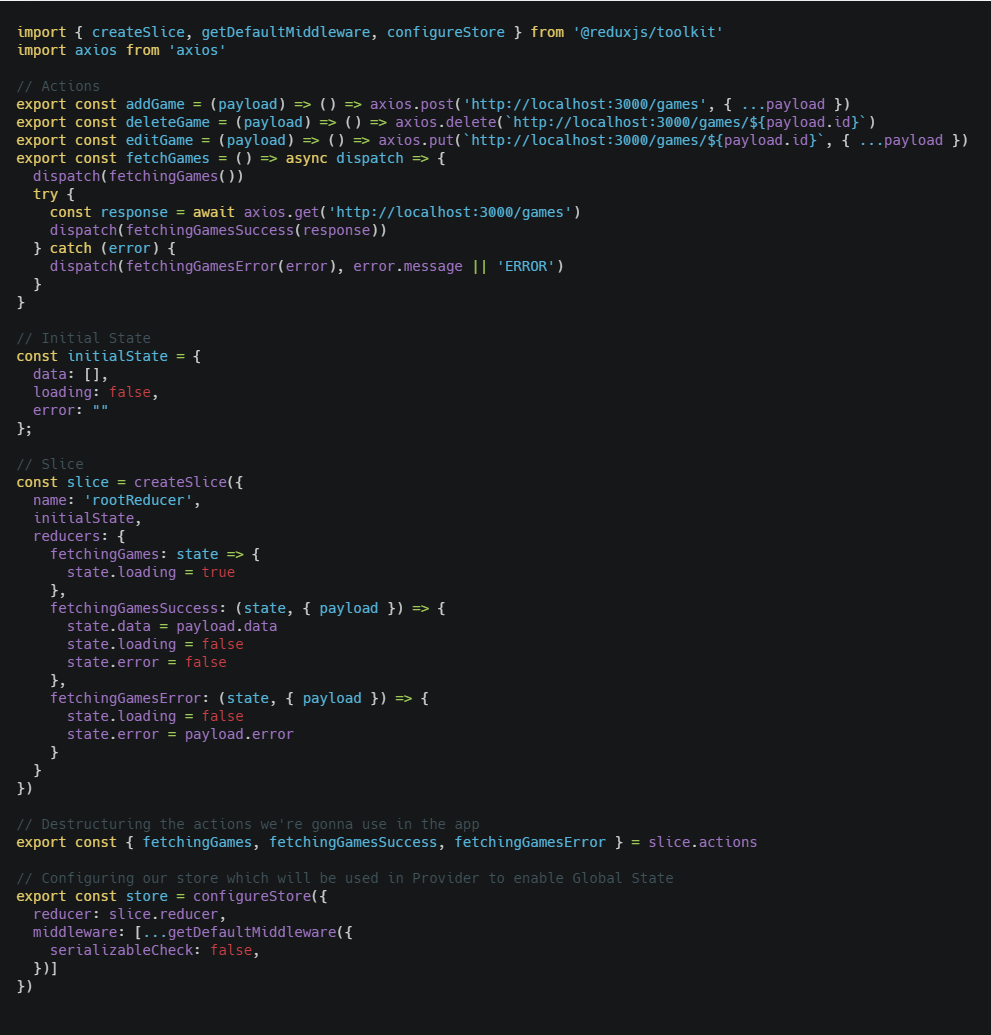 import { createSlice, getDefaultMiddleware, configureStore } from '@reduxjs/toolkit'
import axios from 'axios'

// Actions
export const addGame = (payload) => () => axios.post('http://localhost:3000/games', { ...payload })
export const deleteGame = (payload) => () => axios.delete(`http://localhost:3000/games/${payload.id}`)
export const editGame = (payload) => () => axios.put(`http://localhost:3000/games/${payload.id}`, { ...payload })
export const fetchGames = () => async dispatch => {
  dispatch(fetchingGames())
  try {
    const response = await axios.get('http://localhost:3000/games')
    dispatch(fetchingGamesSuccess(response))
  } catch (error) {
    dispatch(fetchingGamesError(error), error.message || 'ERROR')
  }
}

// Initial State
const initialState = {
  data: [],
  loading: false,
  error: ""
};

// Slice
const slice = createSlice({
  name: 'rootReducer',
  initialState,
  reducers: {
    fetchingGames: state => {
      state.loading = true
    },
    fetchingGamesSuccess: (state, { payload }) => {
      state.data = payload.data
      state.loading = false
      state.error = false
    },
    fetchingGamesError: (state, { payload }) => {
      state.loading = false
      state.error = payload.error
    }
  }
})

// Destructuring the actions we're gonna use in the app
export const { fetchingGames, fetchingGamesSuccess, fetchingGamesError } = slice.actions

// Configuring our store which will be used in Provider to enable Global State
export const store = configureStore({
  reducer: slice.reducer,
  middleware: [...getDefaultMiddleware({
    serializableCheck: false,
  })]
})